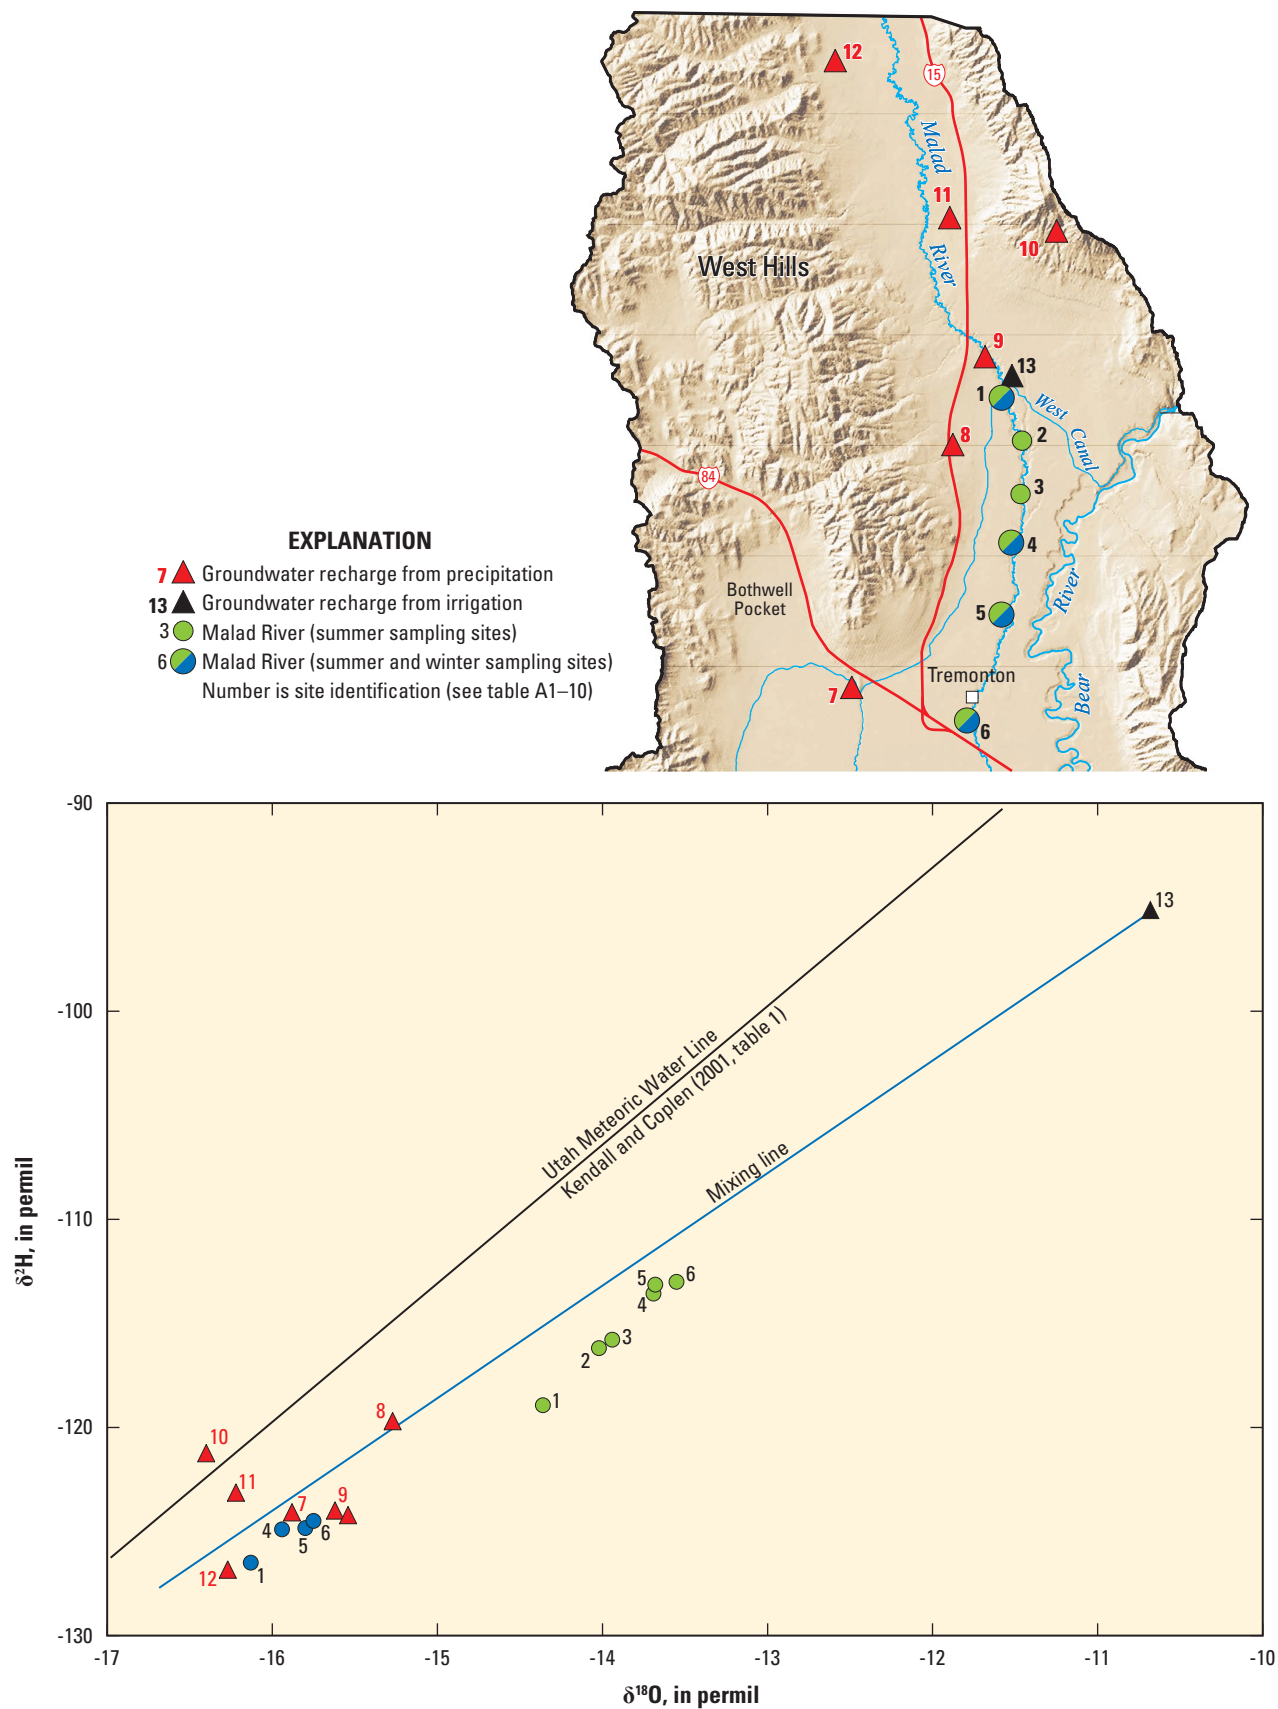 12
15
Malad
11
10
West Hills
River
9
13
1
West
Canal
2
8
3
84
4
Bothwell
Pocket
River
5
Tremonton
Bear
7
6
EXPLANATION
7 Groundwater recharge from precipitation
13 Groundwater recharge from irrigation
3 Malad River (summer sampling sites)
6 Malad River (summer and winter sampling sites)
Number is site identification (see table A1–10)
-90
-100
-110
-120
-130
δ²H, in permil
13
Utah Meteoric Water Line
Kendall and Coplen (2001, table 1)
Mixing line
5
6
4
3
2
1
8
10
11
7
9
4
5
6
12
1
-17
-16
-15
-14
-13
-12
-11
-10
δ¹⁸O, in permil